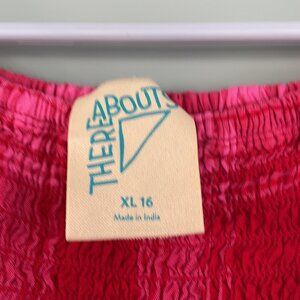 THEREABOUTS
XL 16
Made in India